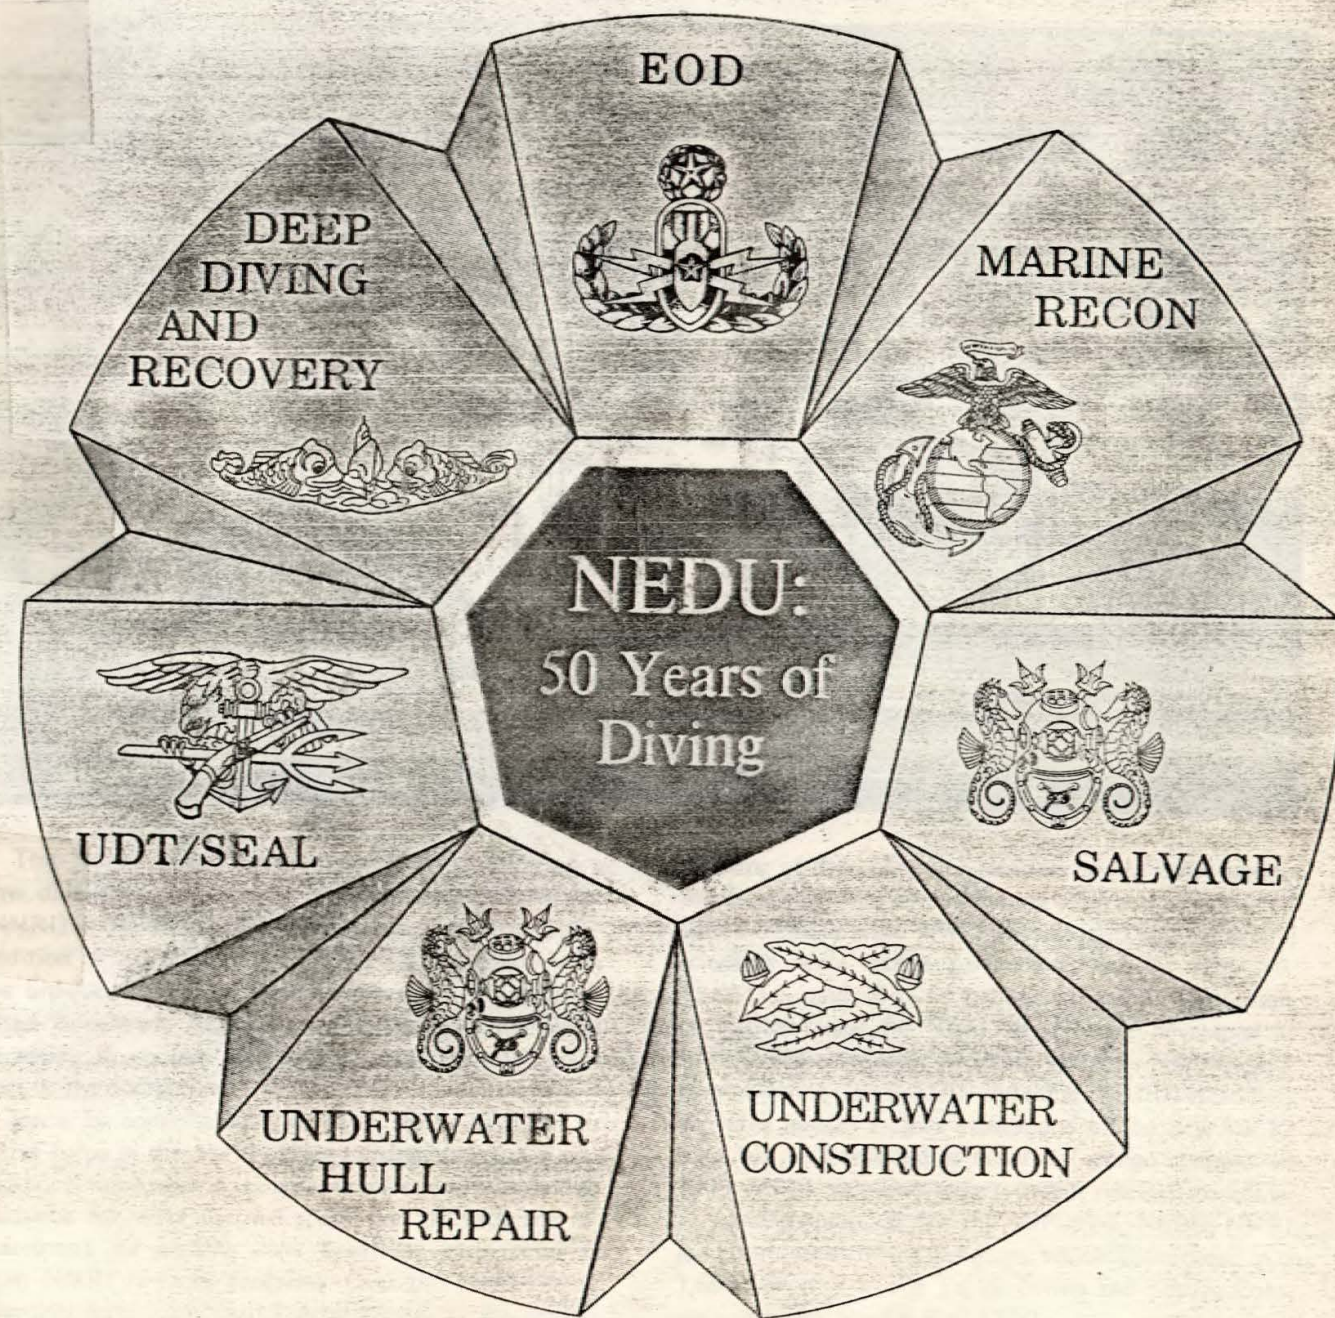 EOD
MARINE
RECON
SALVAGE
UNDERWATER
CONSTRUCTION
UNDERWATER
HULL
REPAIR
UDT/SEAL
DEEP
DIVING
AND
RECOVERY
NEDU:
50 Years of
Diving